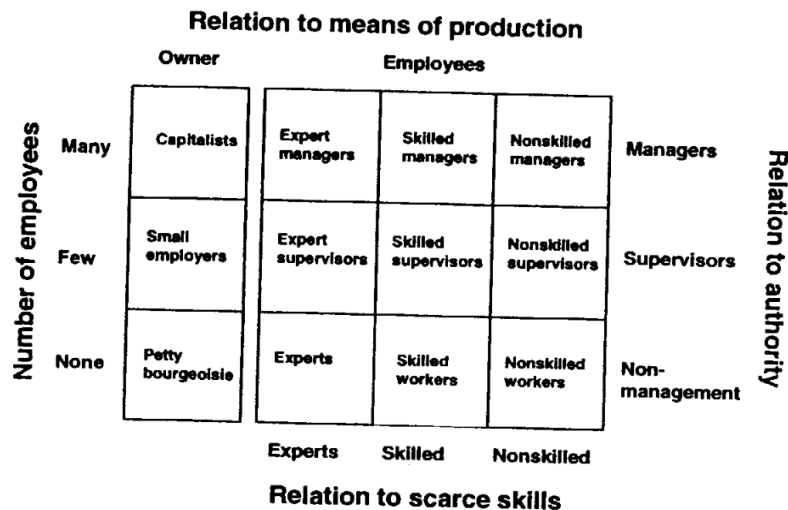 Relation to means of production
Owner
Employees
Number of employees
Many
Capitalists
Expert
managers
Skilled
managers
Nonskilled
managers
Managers
Relation to authority
Few
Small
employers
Expert
supervisors
Skilled
supervisors
Nonskilled
supervisors
Supervisors
None
Petty
bourgeoisie
Experts
Skilled
workers
Nonskilled
workers
Non-
management
Experts
Skilled
Nonskilled
Relation to scarce skills